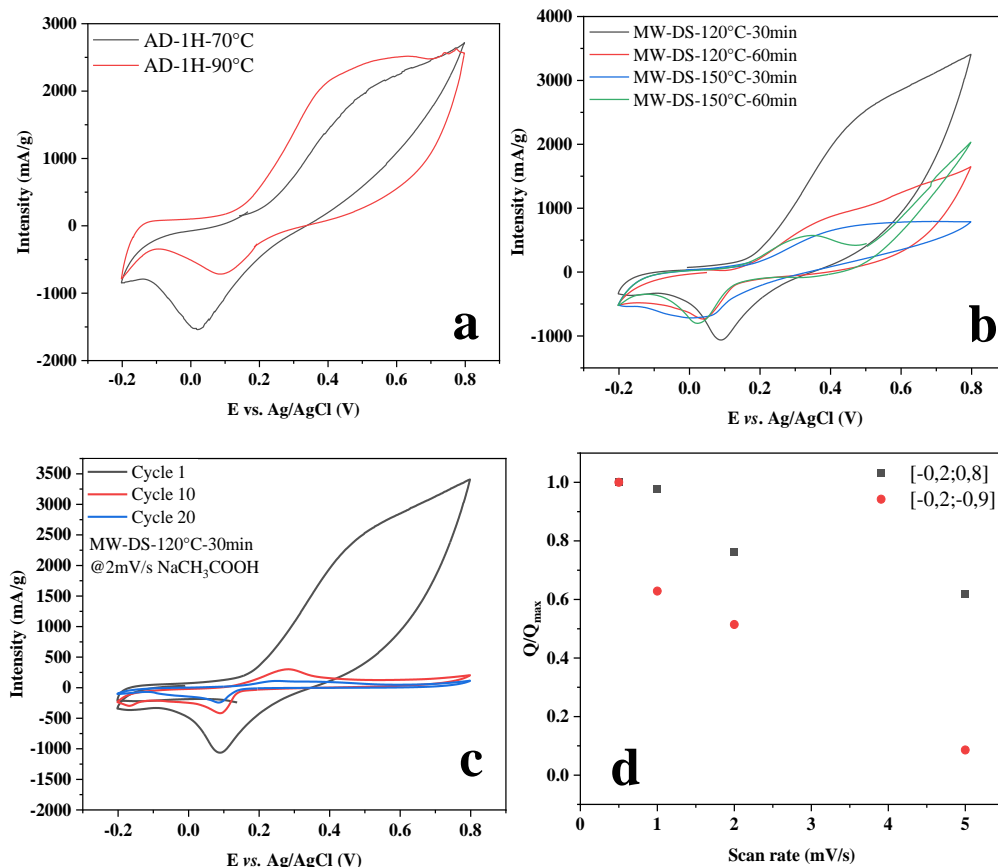 AD-1H-70°C
AD-1H-90°C
3000
2000
1000
0
-1000
-2000
Intensity (mA/g)
-0.2 0.0 0.2 0.4 0.6 0.8
E vs. Ag/AgCl (V)
a
MW-DS-120°C-30min
MW-DS-120°C-60min
MW-DS-150°C-30min
MW-DS-150°C-60min
4000
3000
2000
1000
0
-1000
Intensity (mA/g)
-0.2 0.0 0.2 0.4 0.6 0.8
E vs. Ag/AgCl (V)
b
Cycle 1
Cycle 10
Cycle 20
MW-DS-120°C-30min
@2mV/s NaCH₃COOH
3500
3000
2500
2000
1500
1000
500
0
-500
-1000
-1500
-2000
Intensity (mA/g)
-0.2 0.0 0.2 0.4 0.6 0.8
E vs. Ag/AgCl (V)
c
[-0,2;0,8]
[-0,2;-0,9]
1.0
0.8
0.6
0.4
0.2
0.0
Q/Qmax
0 1 2 3 4 5
Scan rate (mV/s)
d